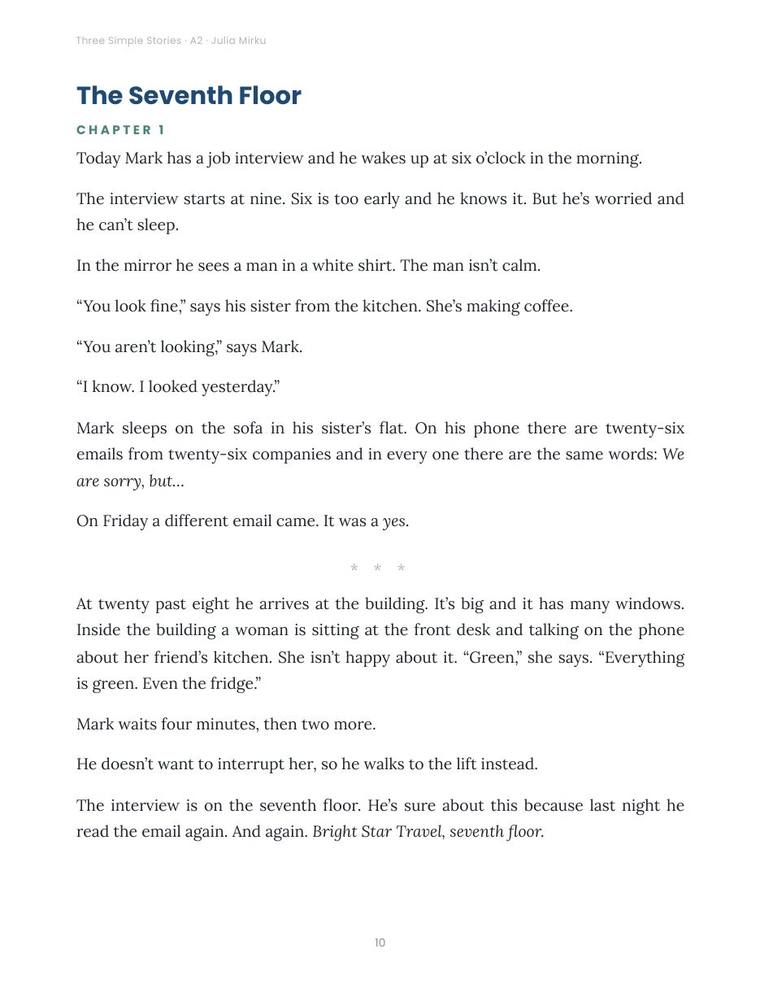 Three Simple Stories · A2 · Julia Mirku
The Seventh Floor
CHAPTER 1
Today Mark has a job interview and he wakes up at six o’clock in the morning.
The interview starts at nine. Six is too early and he knows it. But he’s worried and
he can’t sleep.
In the mirror he sees a man in a white shirt. The man isn’t calm.
“You look fine,” says his sister from the kitchen. She’s making coffee.
“You aren’t looking,” says Mark.
“I know. I looked yesterday.”
Mark sleeps on the sofa in his sister’s flat. On his phone there are twenty-six
emails from twenty-six companies and in every one there are the same words: We
are sorry, but…
On Friday a different email came. It was a yes.
* * *
At twenty past eight he arrives at the building. It’s big and it has many windows.
Inside the building a woman is sitting at the front desk and talking on the phone
about her friend’s kitchen. She isn’t happy about it. “Green,” she says. “Everything
is green. Even the fridge.”
Mark waits four minutes, then two more.
He doesn’t want to interrupt her, so he walks to the lift instead.
The interview is on the seventh floor. He’s sure about this because last night he
read the email again. And again. Bright Star Travel, seventh floor.
10